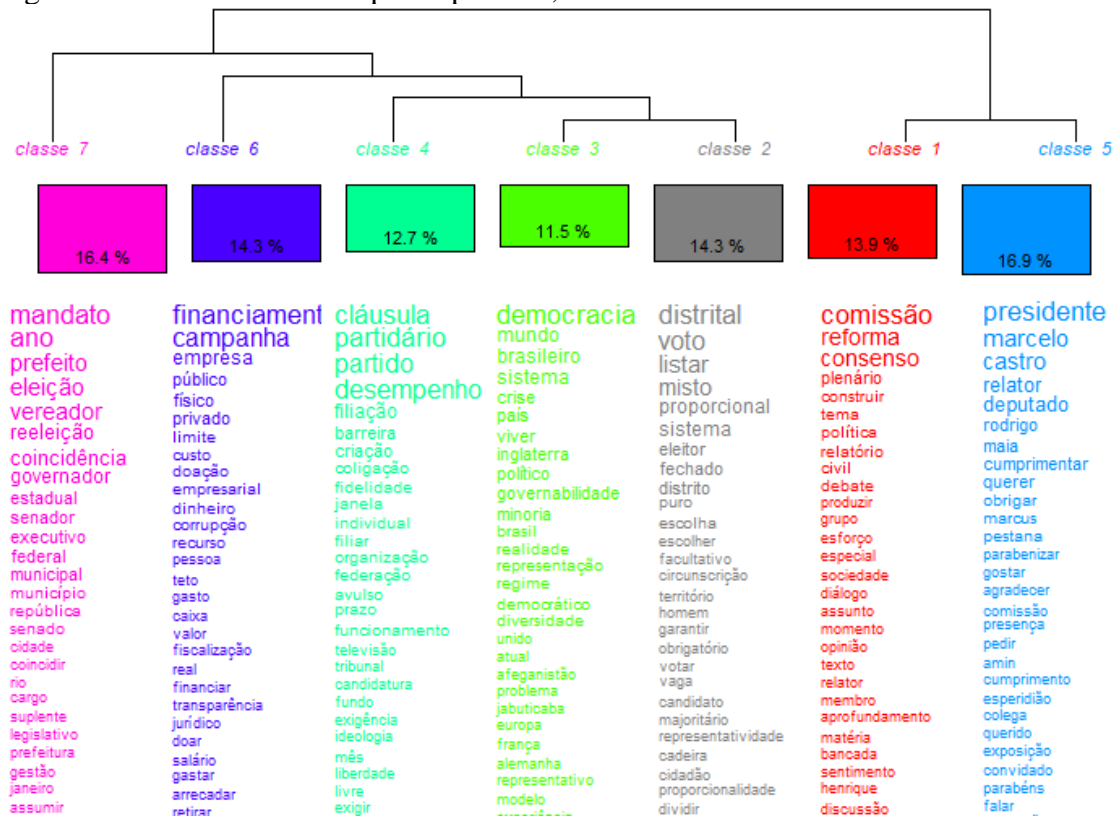 classe 7
classe 6
classe 4
classe 3
classe 2
classe 1
classe 5
16.4 %
14.3 %
12.7 %
11.5 %
14.3 %
13.9 %
16.9 %
mandato
ano
prefeito
eleição
vereador
reeleição
coincidência
governador
estadual
senador
executivo
federal
municipal
município
república
senado
cidade
coincidir
rio
cargo
suplente
legislativo
prefeitura
gestão
janeiro
assumir
financiament
campanha
empresa
público
físico
privado
limite
custo
doação
empresarial
dinheiro
corrupção
recurso
pessoa
teto
gasto
caixa
valor
fiscalização
real
financiar
transparência
jurídico
doar
salário
gastar
arrecadar
retirar
cláusula
partidário
partido
desempenho
filiação
barreira
criação
coligação
fidelidade
janela
individual
filiar
organização
federação
avulso
prazo
funcionamento
televisão
tribunal
candidatura
fundo
exigência
ideologia
mês
liberdade
livre
exigir
democracia
mundo
brasileiro
sistema
crise
país
viver
inglaterra
político
governabilidade
minoria
brasil
realidade
representação
regime
democrático
diversidade
unido
atual
afeganistão
problema
jabuticaba
europa
frança
alemanha
representativo
modelo
distrital
voto
listar
misto
proporcional
sistema
eleitor
fechado
distrito
puro
escolha
escolher
facultativo
circunscrição
território
homem
garantir
obrigatório
votar
vaga
candidato
majoritário
representatividade
cadeira
cidadão
proporcionalidade
dividir
comissão
reforma
consenso
plenário
construir
tema
política
relatório
civil
debate
produzir
grupo
esforço
especial
sociedade
diálogo
assunto
momento
opinião
texto
relator
membro
aprofundamento
matéria
bancada
sentimento
henrique
discussão
presidente
marcelo
castro
relator
deputado
rodrigo
maia
cumprimentar
querer
obrigar
marcus
pestana
parabenizar
gostar
agradecer
comissão
presença
pedir
amin
cumprimento
esperidião
colega
querido
exposição
convidado
parabéns
falar